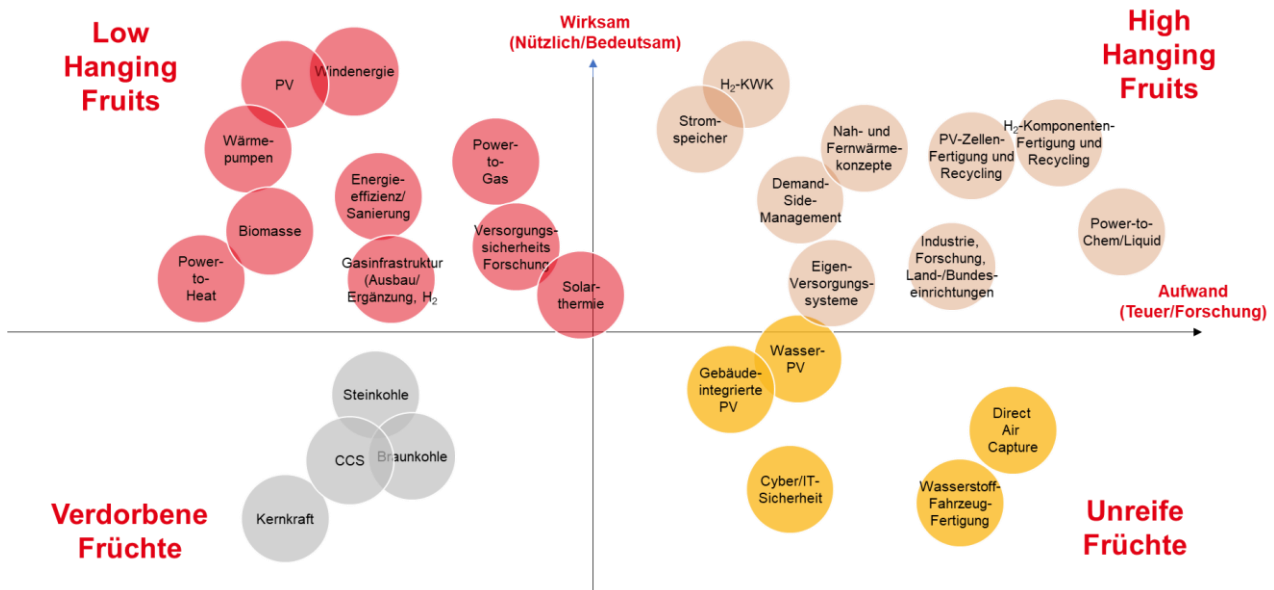 Low
Hanging
Fruits
Wirksam
(Nützlich/Bedeutsam)
High
Hanging
Fruits
PV
Windenergie
Wärme-
pumpen
Energie-
effizienz/
Sanierung
Power-
to-
Gas
Biomasse
Versorgungs-
sicherheits
Forschung
Power-
to-
Heat
Gasinfrastruktur
(Ausbau/
Ergänzung, H₂
Solar-
thermie
H₂-KWK
Strom-
speicher
Nah- und
Fernwärme-
konzepte
PV-Zellen-
Fertigung und
Recycling
H₂-Komponenten-
Fertigung und
Recycling
Demand-
Side-
Management
Power-to-
Chem/Liquid
Industrie,
Forschung,
Land-/Bundes-
einrichtungen
Eigen-
Versorgungs-
systeme
Aufwand
(Teuer/Forschung)
Steinkohle
CCS
Braunkohle
Kernkraft
Verdorbene
Früchte
Wasser-
PV
Gebäude-
integrierte
PV
Direct
Air
Capture
Cyber/IT-
Sicherheit
Wasserstoff-
Fahrzeug-
Fertigung
Unreife
Früchte